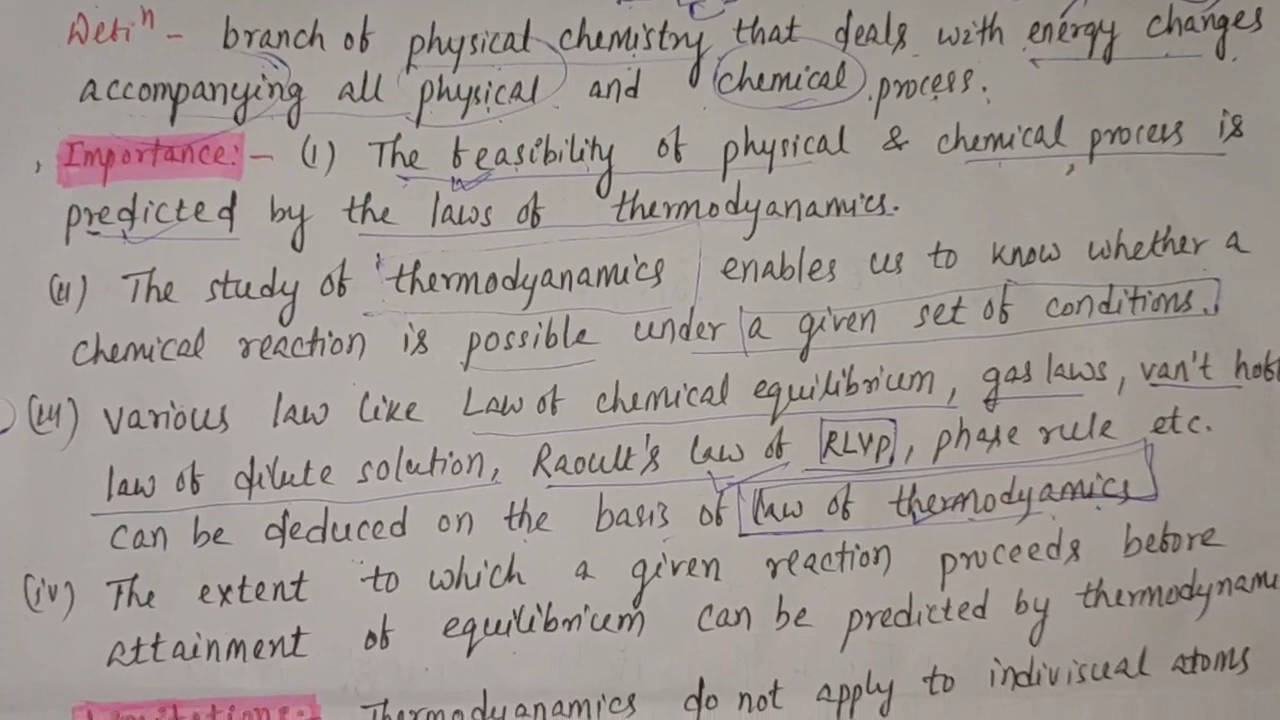 Defiⁿ - branch of physical chemistry that deals with energy changes
accompanying all physical and chemical process.
Importance:- (i) The feasibility of physical & chemical process is
predicted by the laws of thermodyanamics.
(ii) The study of thermodyanamics enables us to know whether a
chemical reaction is possible under a given set of conditions.
(iii) various law like Law of chemical equilibrium, gas laws, van't hoff
law of dilute solution, Raoult's law of RLVP, phase rule etc.
can be deduced on the basis of law of thermodyamics
(iv) The extent to which a given reaction proceeds before
attainment of equilibrium can be predicted by thermodynami
Limitations:- Thermodyanamics do not apply to indivisual atoms